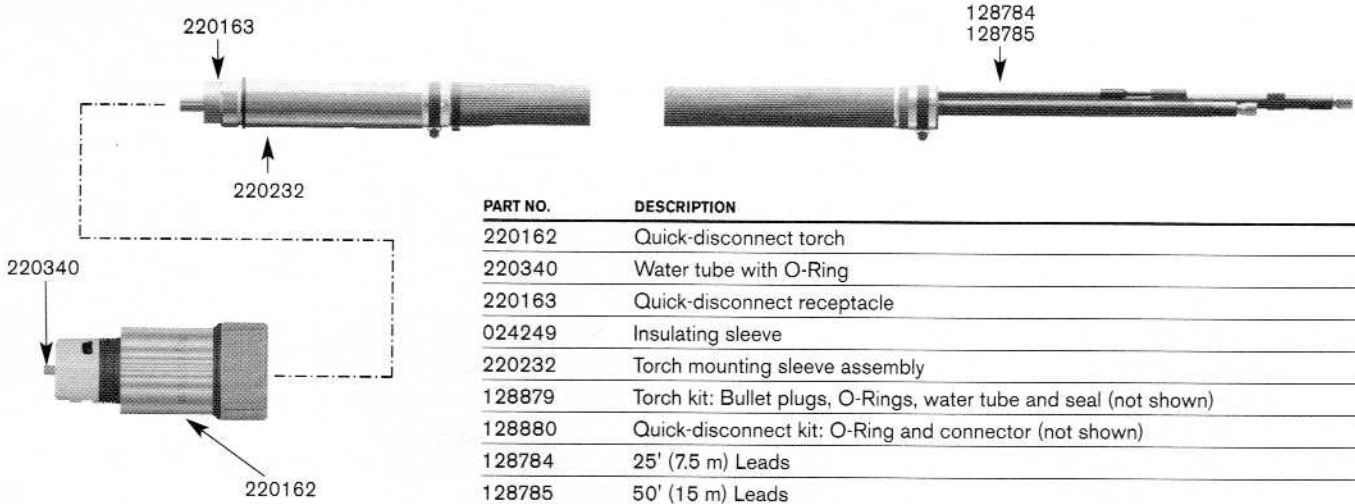 220163
128784
128785
220232
220340
220162
PART NO. DESCRIPTION
220162 Quick-disconnect torch
220340 Water tube with O-Ring
220163 Quick-disconnect receptacle
024249 Insulating sleeve
220232 Torch mounting sleeve assembly
128879 Torch kit: Bullet plugs, O-Rings, water tube and seal (not shown)
128880 Quick-disconnect kit: O-Ring and connector (not shown)
128784 25' (7.5 m) Leads
128785 50' (15 m) Leads